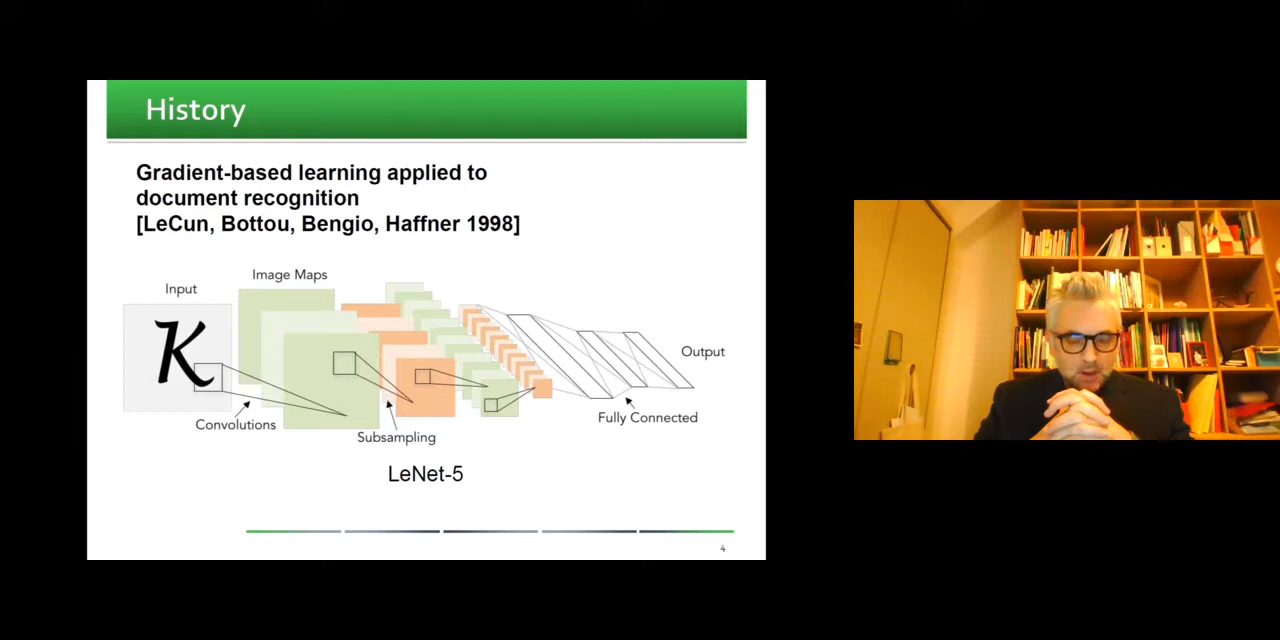 History
Gradient-based learning applied to
document recognition
[LeCun, Bottou, Bengio, Haffner 1998]
Image Maps
Input
K
Output
Convolutions
Fully Connected
Subsampling
LeNet-5
4